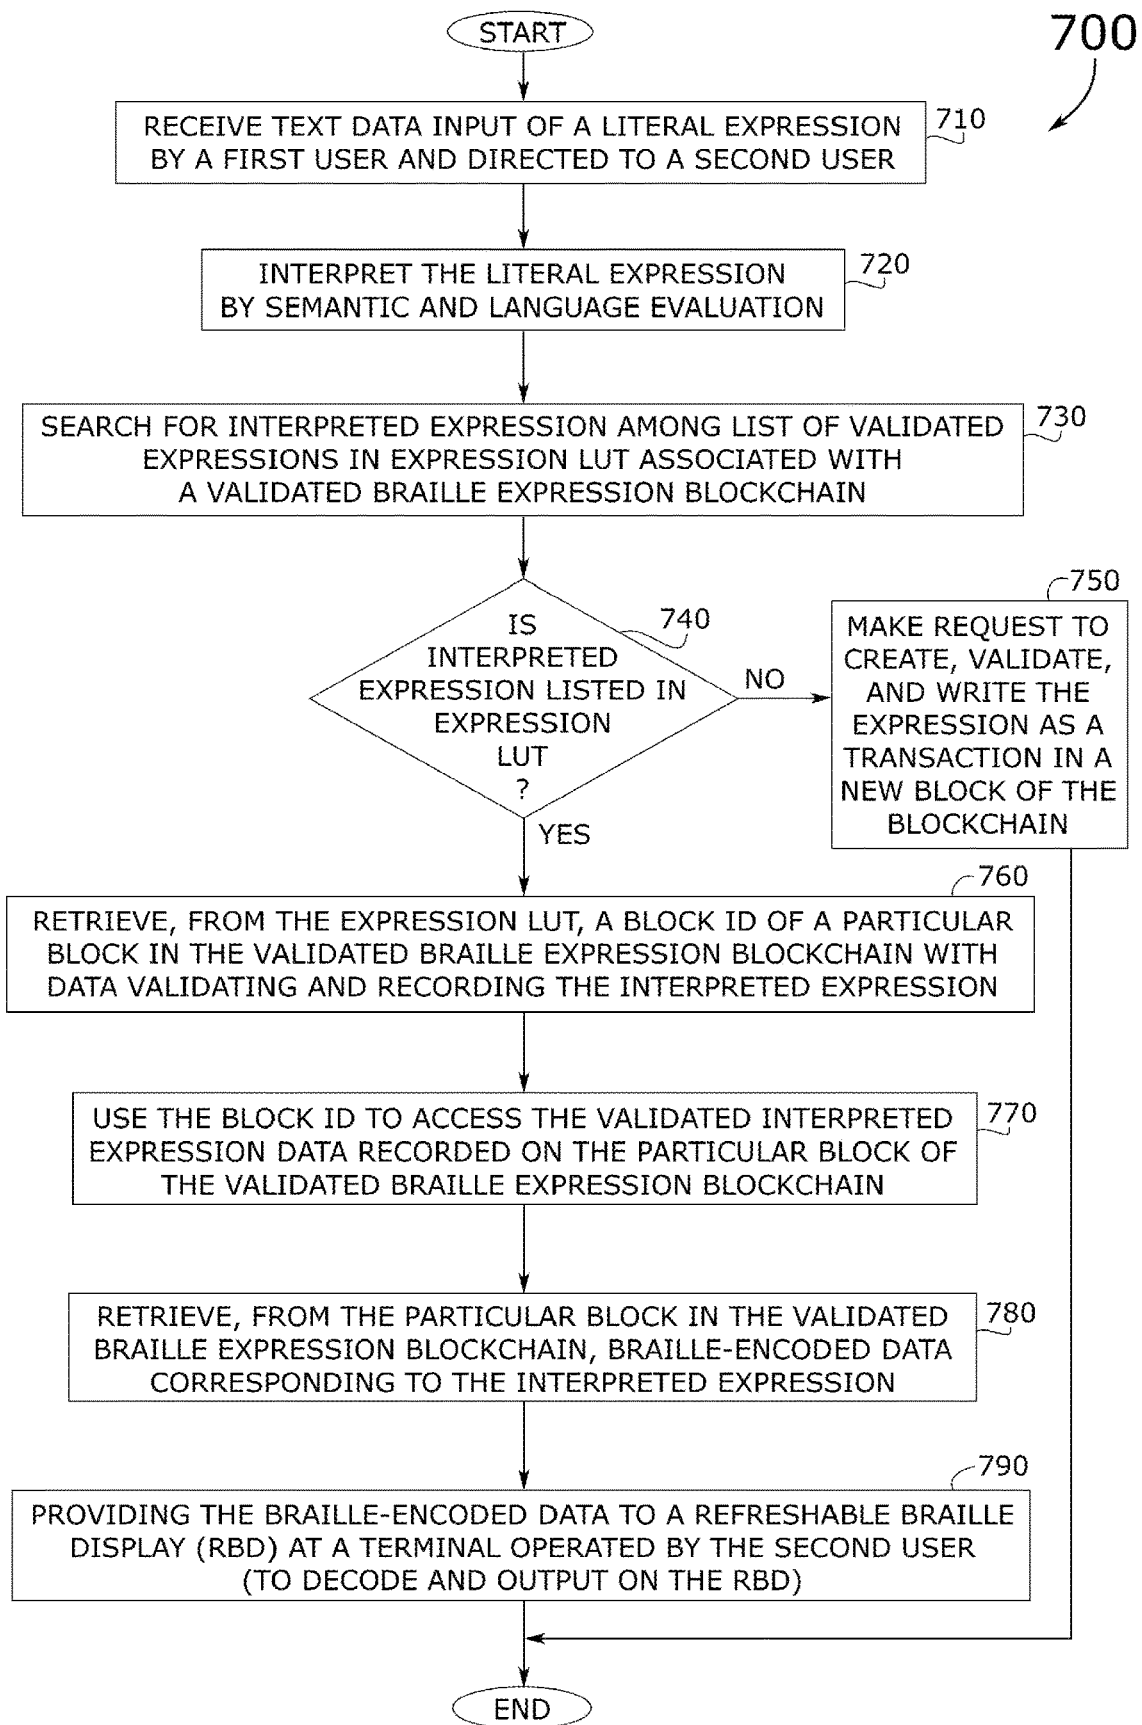 START
700
RECEIVE TEXT DATA INPUT OF A LITERAL EXPRESSION
BY A FIRST USER AND DIRECTED TO A SECOND USER
710
INTERPRET THE LITERAL EXPRESSION
BY SEMANTIC AND LANGUAGE EVALUATION
720
SEARCH FOR INTERPRETED EXPRESSION AMONG LIST OF VALIDATED
EXPRESSIONS IN EXPRESSION LUT ASSOCIATED WITH
A VALIDATED BRAILLE EXPRESSION BLOCKCHAIN
730
IS
INTERPRETED
EXPRESSION LISTED IN
EXPRESSION
LUT
?
740
NO
YES
750
MAKE REQUEST TO
CREATE, VALIDATE,
AND WRITE THE
EXPRESSION AS A
TRANSACTION IN A
NEW BLOCK OF THE
BLOCKCHAIN
760
RETRIEVE, FROM THE EXPRESSION LUT, A BLOCK ID OF A PARTICULAR
BLOCK IN THE VALIDATED BRAILLE EXPRESSION BLOCKCHAIN WITH
DATA VALIDATING AND RECORDING THE INTERPRETED EXPRESSION
USE THE BLOCK ID TO ACCESS THE VALIDATED INTERPRETED
EXPRESSION DATA RECORDED ON THE PARTICULAR BLOCK OF
THE VALIDATED BRAILLE EXPRESSION BLOCKCHAIN
770
RETRIEVE, FROM THE PARTICULAR BLOCK IN THE VALIDATED
BRAILLE EXPRESSION BLOCKCHAIN, BRAILLE-ENCODED DATA
CORRESPONDING TO THE INTERPRETED EXPRESSION
780
790
PROVIDING THE BRAILLE-ENCODED DATA TO A REFRESHABLE BRAILLE
DISPLAY (RBD) AT A TERMINAL OPERATED BY THE SECOND USER
(TO DECODE AND OUTPUT ON THE RBD)
END